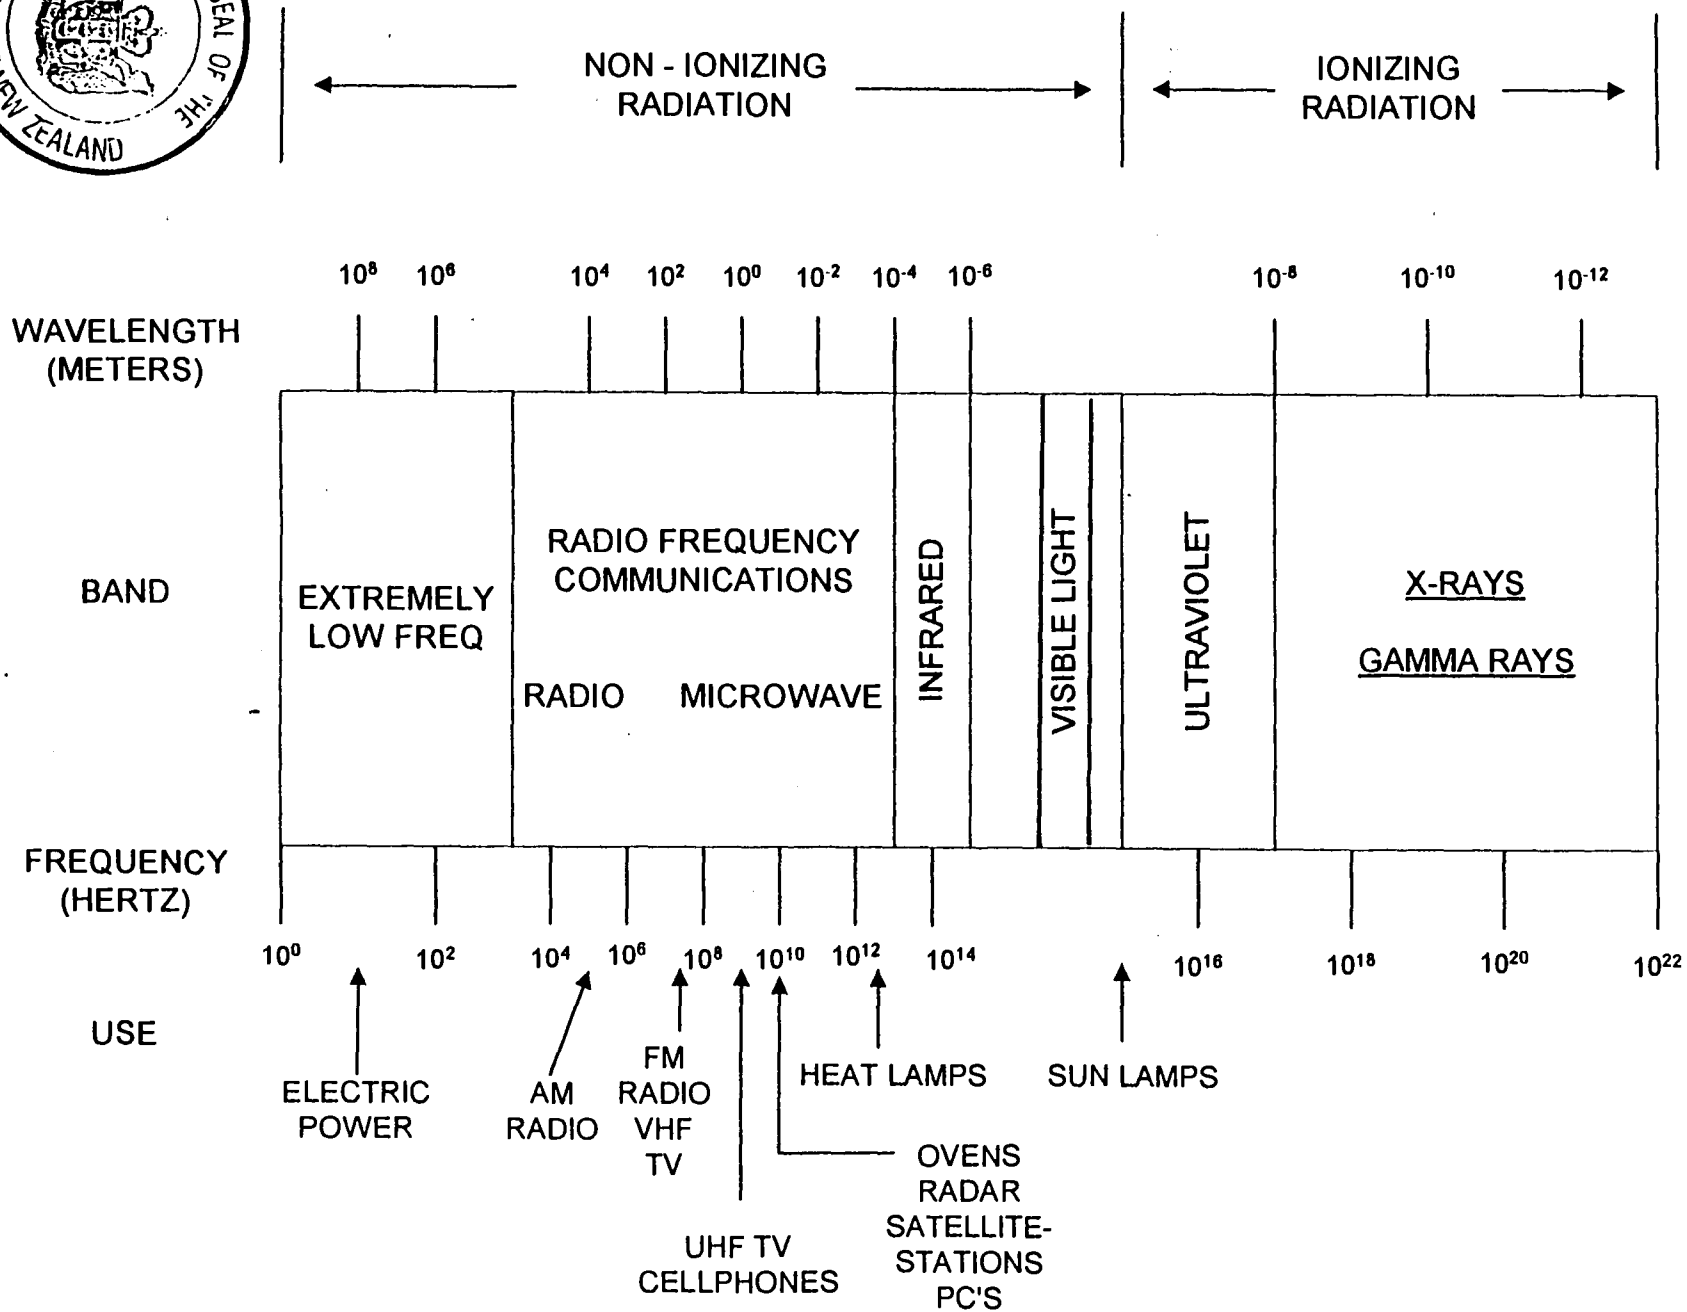 SEAL OF THE
NEW ZEALAND
NON - IONIZING
RADIATION
IONIZING
RADIATION
10⁸ 10⁶ 10⁴ 10² 10⁰ 10⁻² 10⁻⁴ 10⁻⁶ 10⁻⁸ 10⁻¹⁰ 10⁻¹²
WAVELENGTH
(METERS)
BAND
EXTREMELY
LOW FREQ
RADIO FREQUENCY
COMMUNICATIONS
RADIO MICROWAVE
INFRARED
VISIBLE LIGHT
ULTRAVIOLET
X-RAYS
GAMMA RAYS
FREQUENCY
(HERTZ)
10⁰ 10² 10⁴ 10⁶ 10⁸ 10¹⁰ 10¹² 10¹⁴ 10¹⁶ 10¹⁸ 10²⁰ 10²²
USE
ELECTRIC
POWER
AM
RADIO
FM
RADIO
VHF
TV
UHF TV
CELLPHONES
HEAT LAMPS
OVENS
RADAR
SATELLITE-
STATIONS
PC'S
SUN LAMPS